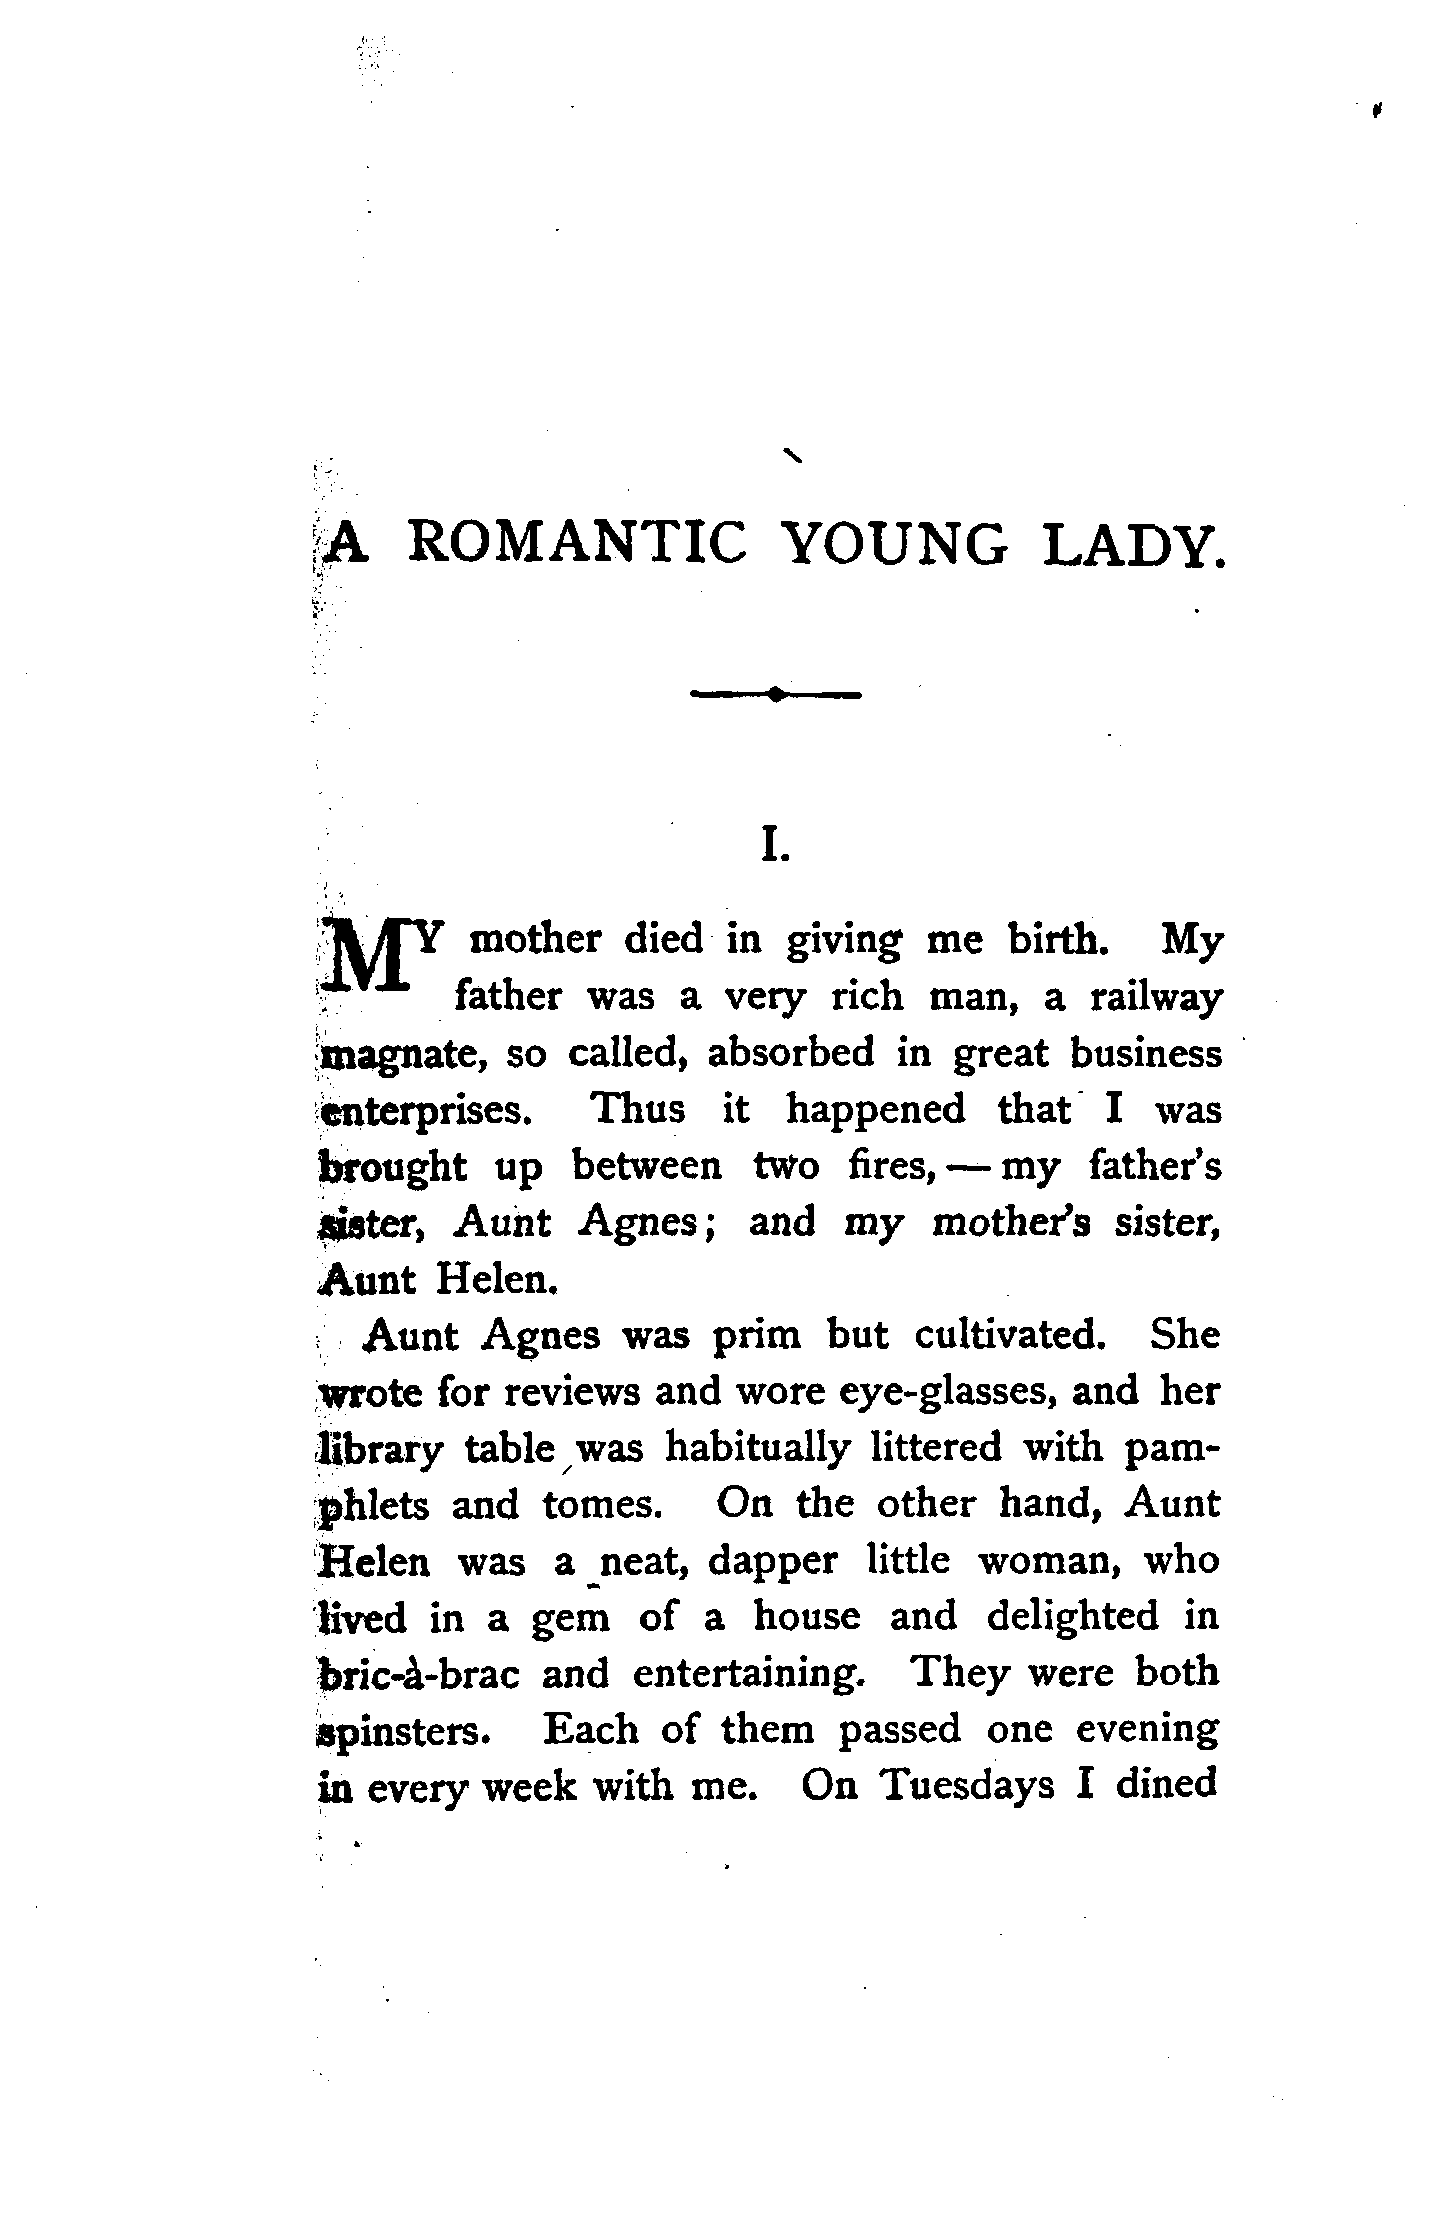 A ROMANTIC YOUNG LADY.
I.
MY mother died in giving me birth. My
father was a very rich man, a railway
magnate, so called, absorbed in great business
enterprises. Thus it happened that I was
brought up between two fires, — my father's
sister, Aunt Agnes; and my mother's sister,
Aunt Helen.
Aunt Agnes was prim but cultivated. She
wrote for reviews and wore eye-glasses, and her
library table was habitually littered with pam-
phlets and tomes. On the other hand, Aunt
Helen was a neat, dapper little woman, who
lived in a gem of a house and delighted in
bric-à-brac and entertaining. They were both
spinsters. Each of them passed one evening
in every week with me. On Tuesdays I dined